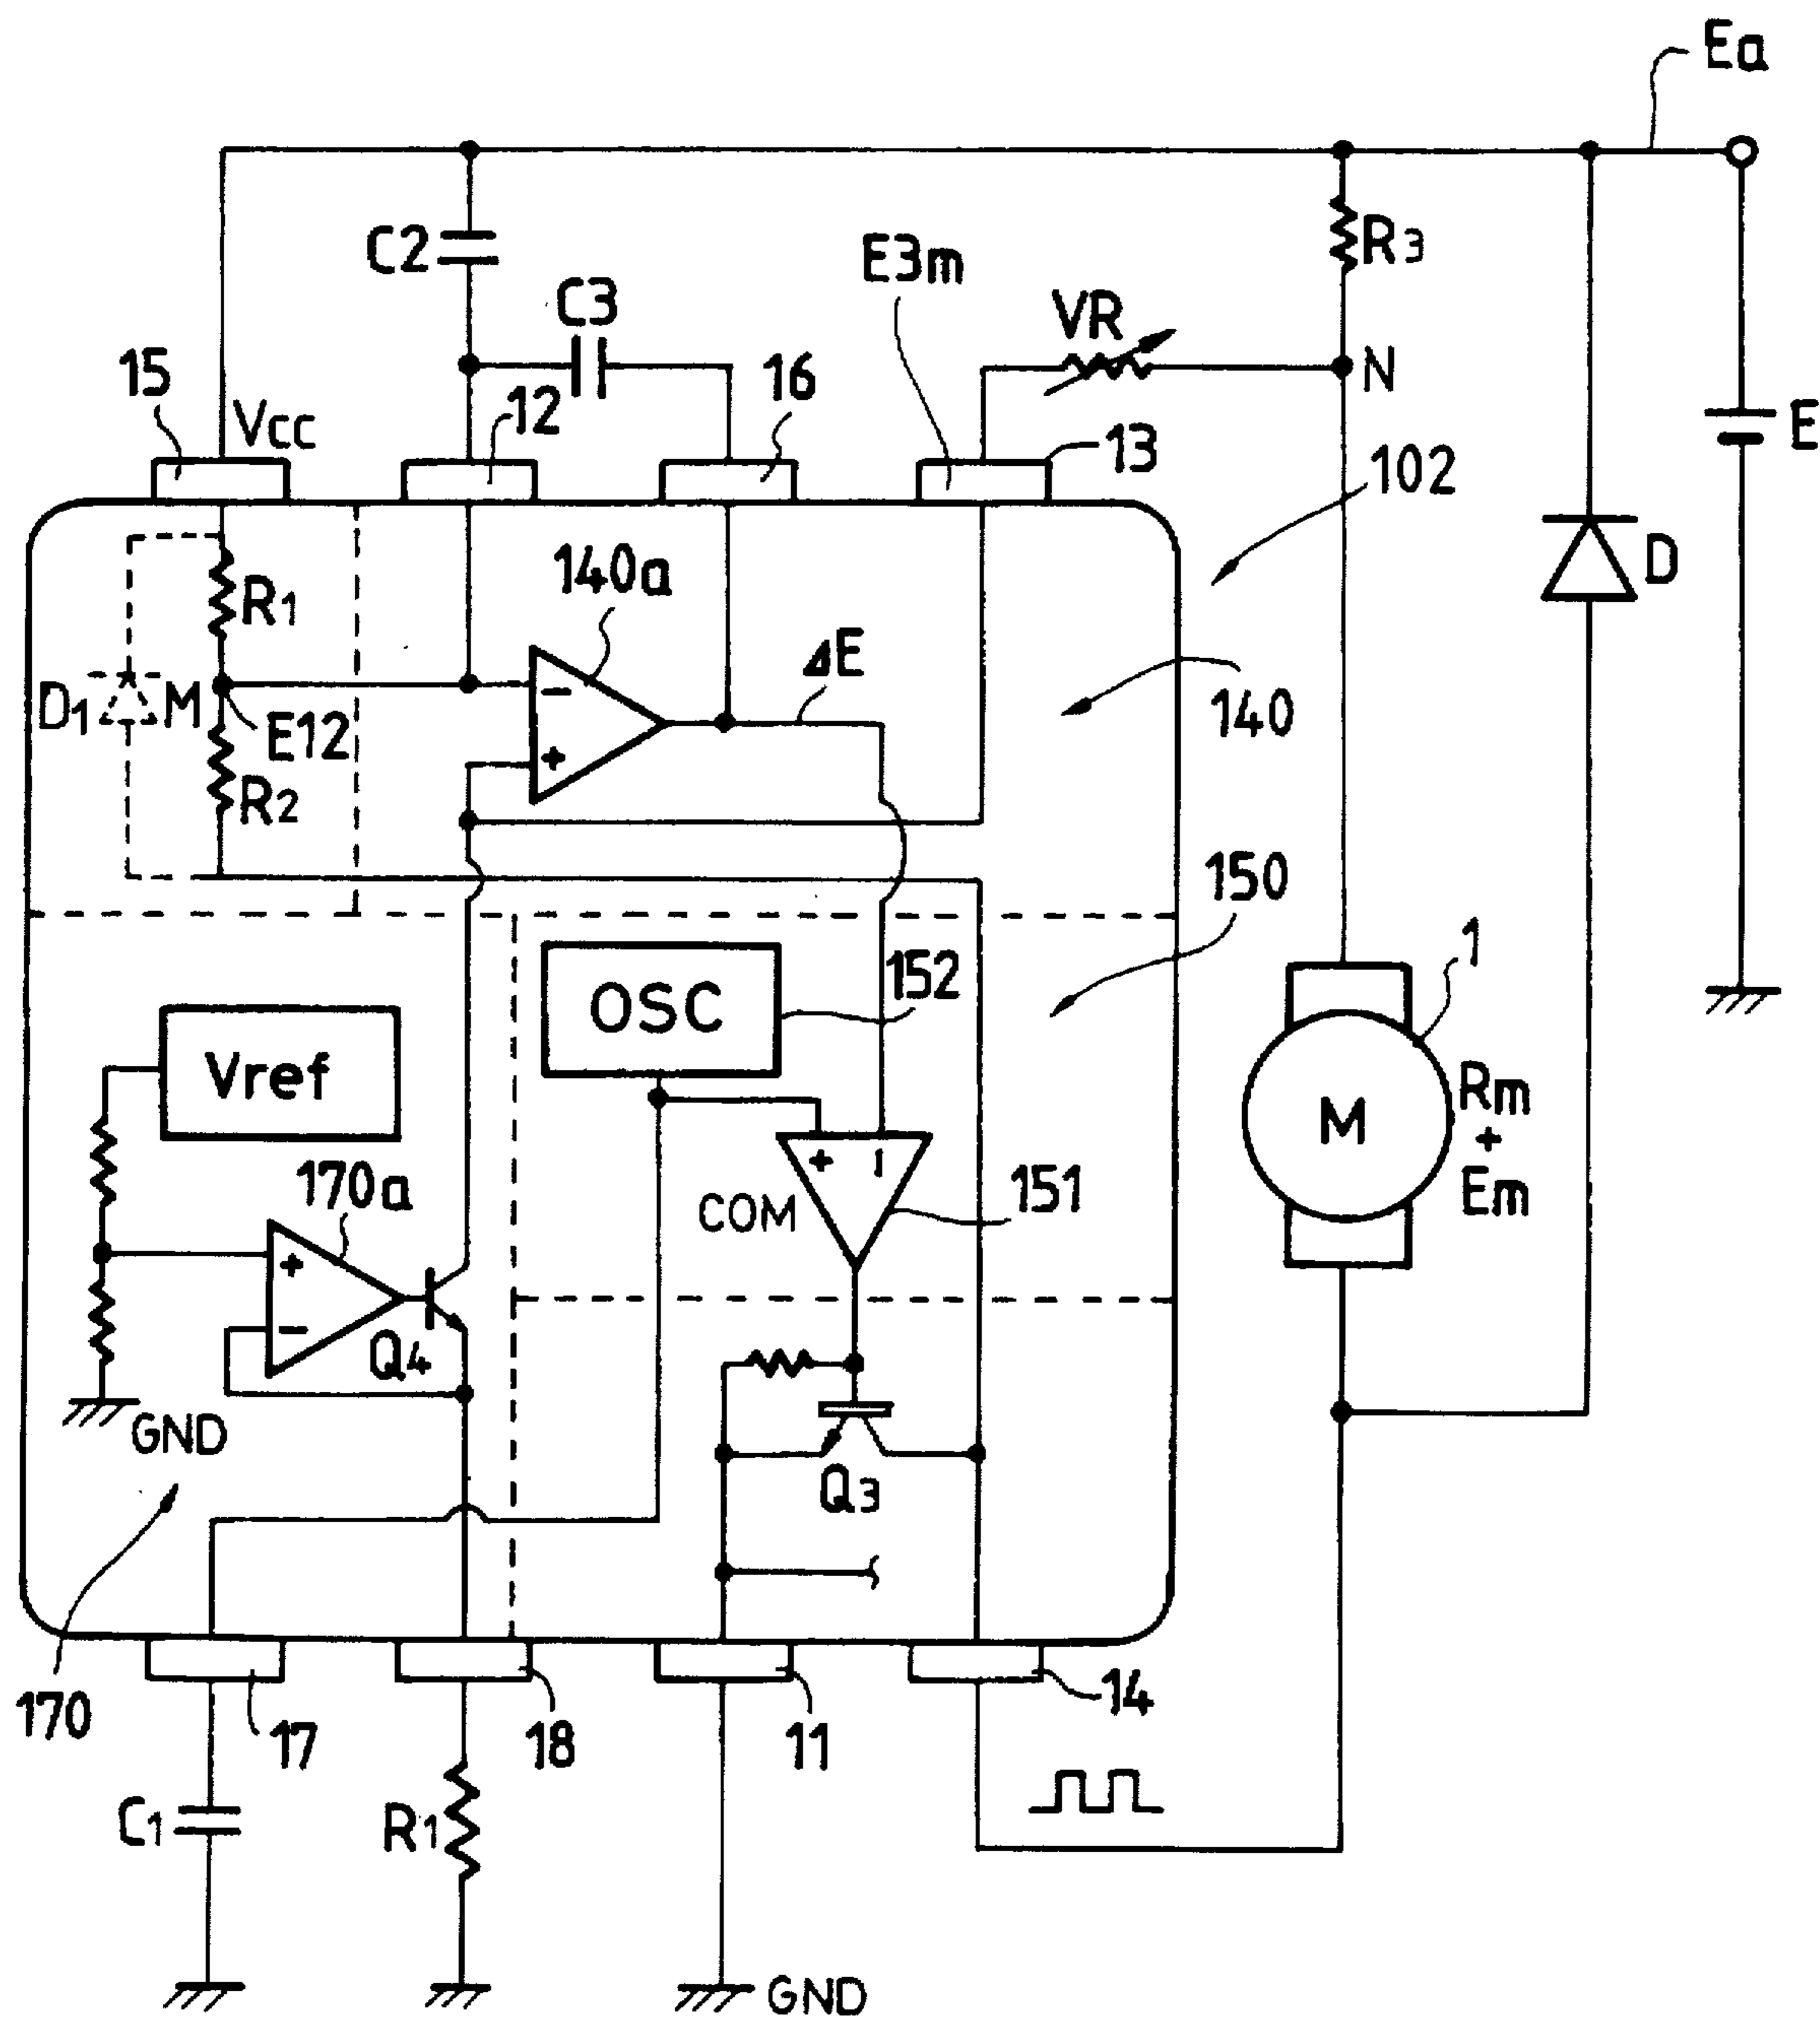 Ea
C2
C3
E3m
VR
R3
N
E
15
Vcc
12
16
13
102
R1
140a
D
D1
M
E12
R2
ΔE
140
150
OSC
152
Vref
1
M
Rm
+
Em
170a
+
-
Q4
GND
COM
+
-
151
Q3
-
+
170
17
18
11
14
C1
R1
GND